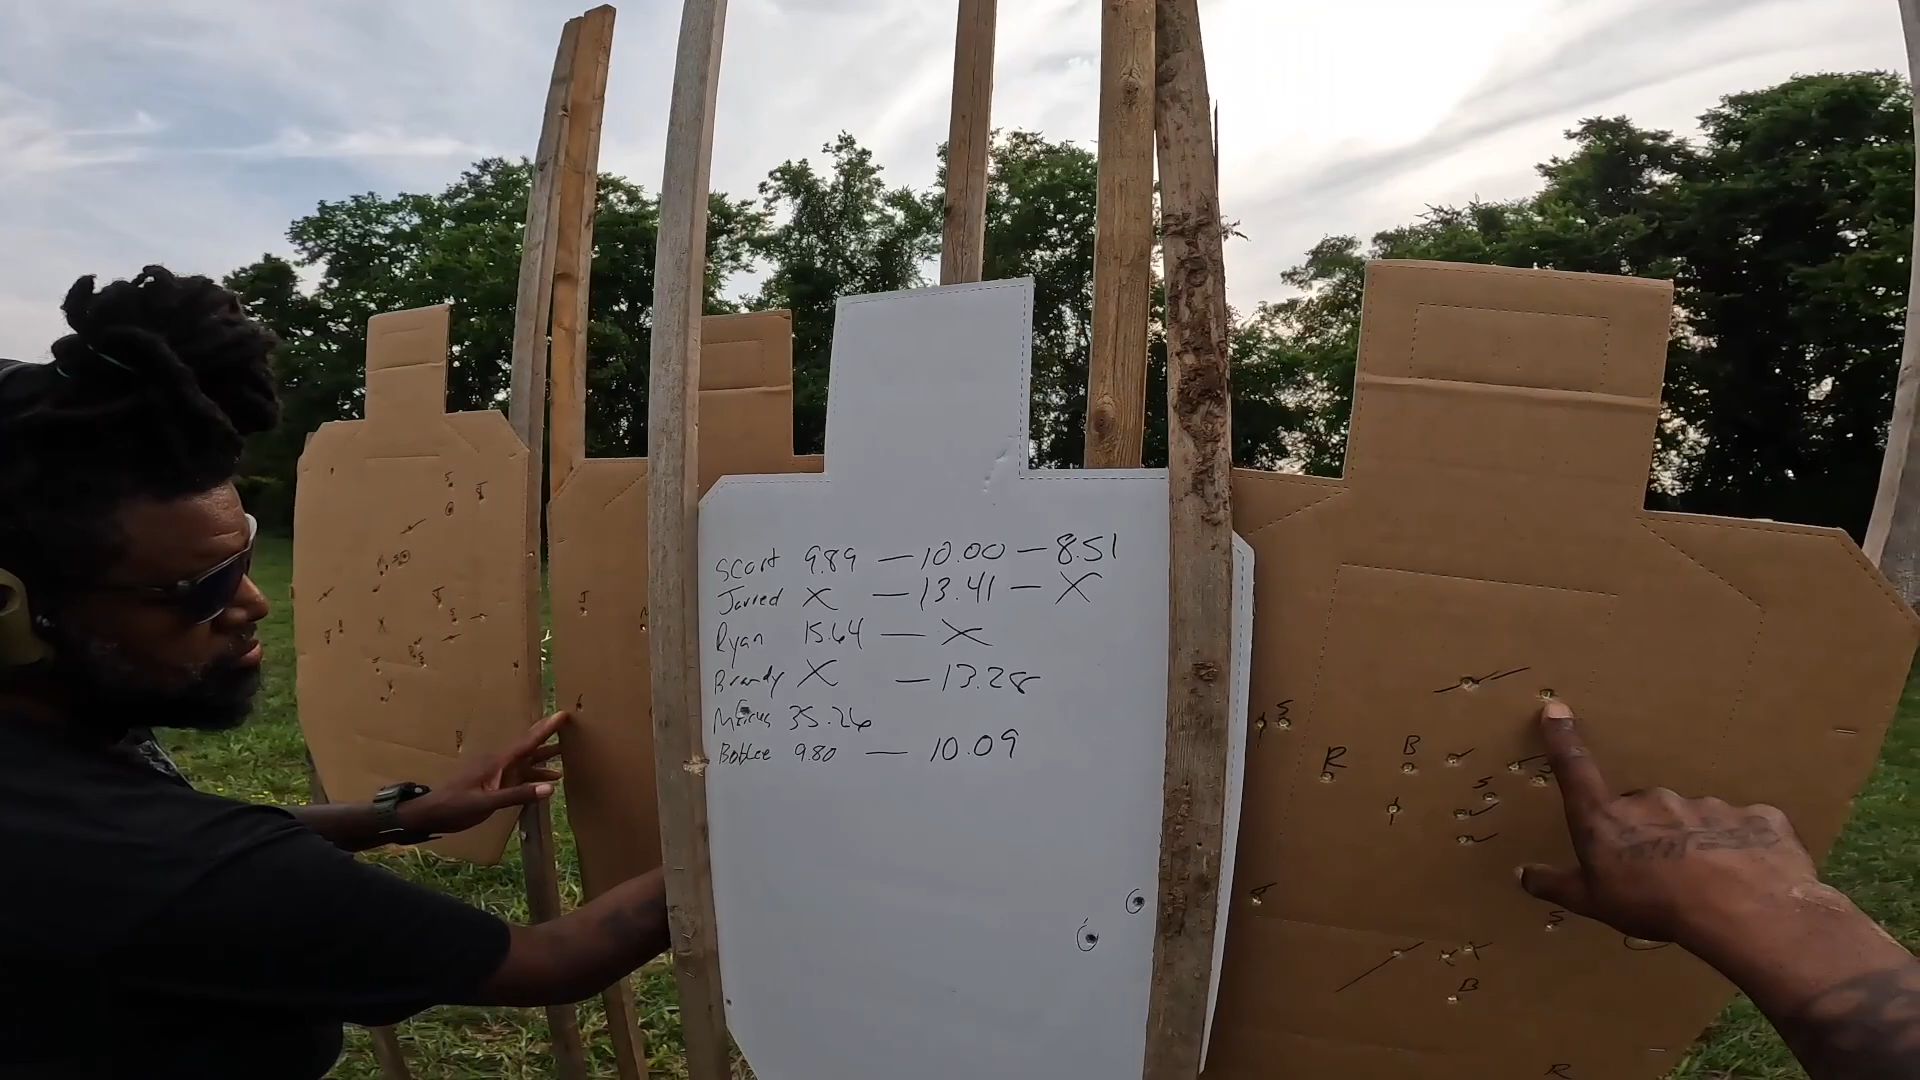 Scott 9.89 — 10.00 — 8.51
Jarred X — 13.41 — X
Ryan 15.64 — X
Brandy X — 13.28
Marcus 35.26
Bobbee 9.80 — 10.09
S
R
B
S
S
B
R